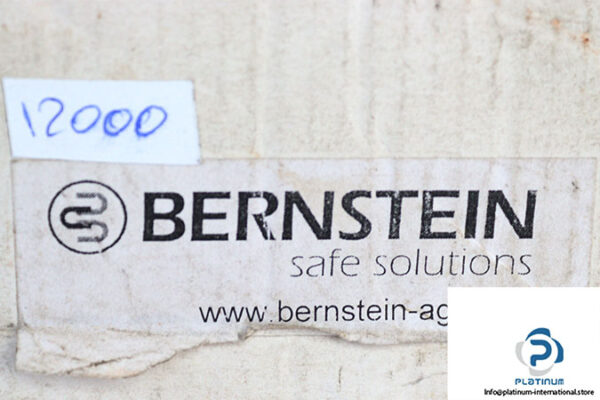 12000
BERNSTEIN
safe solutions
www.bernstein-ag
PLATINUM
Info@platinum-international.store